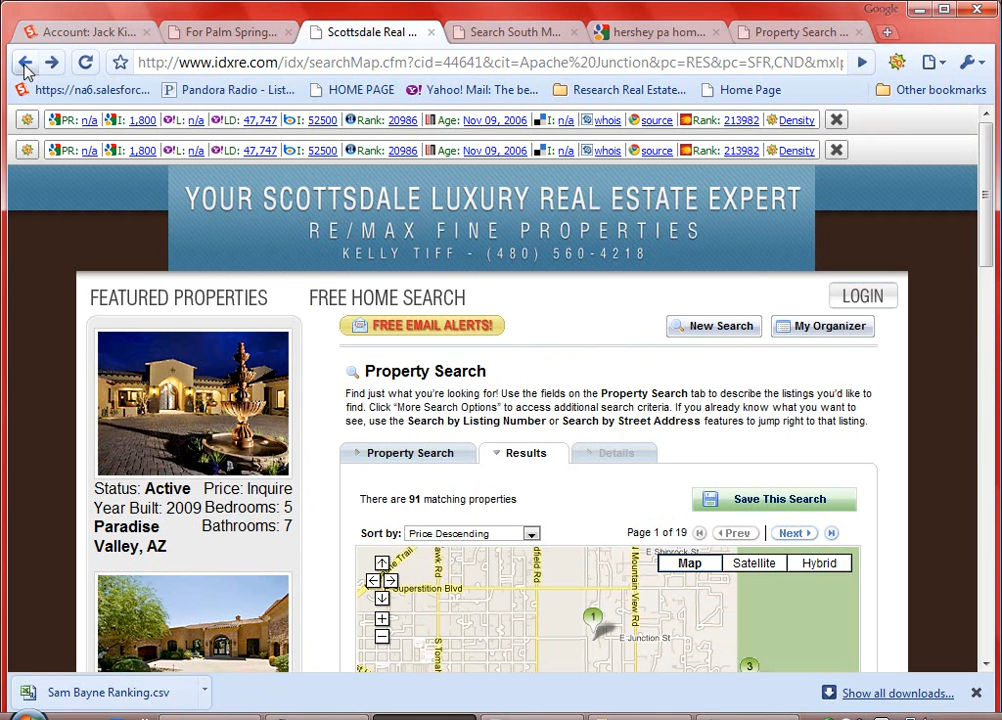 Google
Account: Jack Ki...
For Palm Spring...
Scottsdale Real ...
Search South M...
hershey pa hom...
Property Search ...
http://www.idxre.com/idx/searchMap.cfm?cid=44641&cit=Apache%20Junction&pc=RES&pc=SFR,CND&mxlp
https://na6.salesforc...
Pandora Radio - List...
HOME PAGE
Yahoo! Mail: The be...
Research Real Estate...
Home Page
Other bookmarks
PR: n/a I: 1,800 L: n/a LD: 47,747 I: 52500 Rank: 20986 Age: Nov 09, 2006 I: n/a whois source Rank: 213982 Density
PR: n/a I: 1,800 L: n/a LD: 47,747 I: 52500 Rank: 20986 Age: Nov 09, 2006 I: n/a whois source Rank: 213982 Density
YOUR SCOTTSDALE LUXURY REAL ESTATE EXPERT
RE/MAX FINE PROPERTIES
KELLY TIFF - (480) 560-4218
FEATURED PROPERTIES
FREE HOME SEARCH
LOGIN
FREE EMAIL ALERTS!
New Search
My Organizer
Property Search
Find just what you're looking for! Use the fields on the Property Search tab to describe the listings you'd like to
find. Click "More Search Options" to access additional search criteria. If you already know what you want to
see, use the Search by Listing Number or Search by Street Address features to jump right to that listing.
Property Search
Results
Details
There are 91 matching properties
Save This Search
Status: Active Price: Inquire
Year Built: 2009 Bedrooms: 5
Paradise Bathrooms: 7
Valley, AZ
Sort by: Price Descending
Page 1 of 19
Prev
Next
Map
Satellite
Hybrid
E Shiprock St
Superstition Blvd
Mountain View Rd
1
E Junction St
3
Sam Bayne Ranking.csv
Show all downloads...